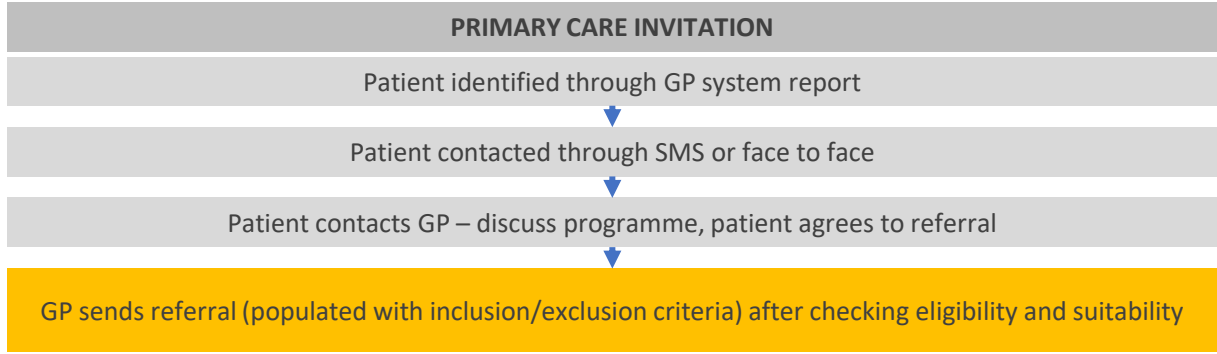 PRIMARY CARE INVITATION
Patient identified through GP system report
Patient contacted through SMS or face to face
Patient contacts GP – discuss programme, patient agrees to referral
GP sends referral (populated with inclusion/exclusion criteria) after checking eligibility and suitability